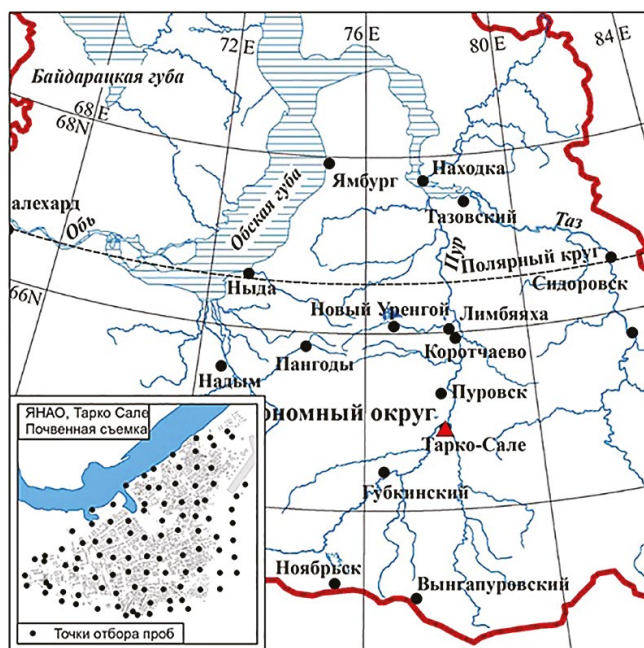 72 E
76 E
80 E
84 E
Байдарацкая губа
68 E
68N
Ямбург
Находка
Тазовский
Обская губа
алехард
Обь
Таз
Пур
Полярный круг
Ныда
Сидоровск
66N
Новый Уренгой
Лимбяяха
Коротчаево
Пангоды
Надым
Пуровск
ономный округ
Тарко-Сале
Губкинский
Ноябрьск
Вынгапуровский
ЯНАО, Тарко Сале
Почвенная съемка
Точки отбора проб